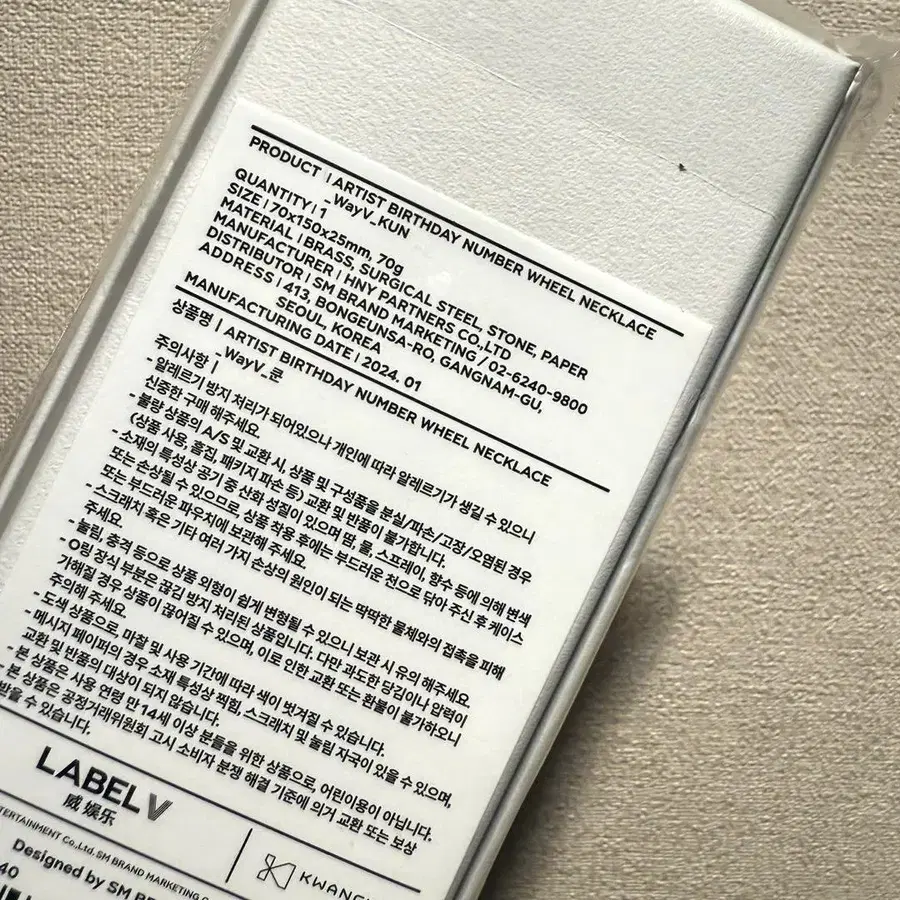 PRODUCT | ARTIST BIRTHDAY NUMBER WHEEL NECKLACE
_WayV_KUN
QUANTITY | 1
SIZE | 70x150x25mm, 70g
MATERIAL | BRASS, SURGICAL STEEL, STONE, PAPER
MANUFACTURER | HNY PARTNERS CO.,LTD
DISTRIBUTOR | SM BRAND MARKETING / 02-6240-9800
ADDRESS | 413, BONGEUNSA-RO, GANGNAM-GU,
SEOUL, KOREA
MANUFACTURING DATE | 2024. 01
상품명 | ARTIST BIRTHDAY NUMBER WHEEL NECKLACE
_WayV_쿤
주의사항 |
- 알레르기 방지 처리가 되어있으나 개인에 따라 알레르기가 생길 수 있으니
신중한 구매 해주세요.
- 불량 상품의 A/S 및 교환 시, 상품 및 구성품을 분실/파손/고장/오염된 경우
(상품 사용, 흠집, 패키지 파손 등) 교환 및 반품이 불가합니다.
- 소재의 특성상 공기 중 산화 성질이 있으며 땀, 물, 스프레이, 향수 등에 의해 변색
또는 손상될 수 있으므로, 상품 착용 후에는 부드러운 천으로 닦아 주신 후 케이스
또는 부드러운 파우치에 보관해 주세요.
- 스크래치 혹은 기타 여러 가지 손상의 원인이 되는 딱딱한 물체와의 접촉을 피해
주세요.
- 눌림, 충격 등으로 상품 외형이 쉽게 변형될 수 있으니 보관 시 유의 해주세요.
- O링 장식 부분은 끊김 방지 처리된 상품입니다. 다만 과도한 당김이나 압력이
가해질 경우 상품이 끊어질 수 있으며, 이로 인한 교환 또는 환불이 불가하오니
주의해 주세요.
- 도색 상품으로, 마찰 및 사용 기간에 따라 색이 벗겨질 수 있습니다.
- 메시지 페이퍼의 경우 소재 특성상 찍힘, 스크래치 및 눌림 자국이 있을 수 있으며,
교환 및 반품의 대상이 되지 않습니다.
- 본 상품은 사용 연령 만 14세 이상 분들을 위한 상품으로, 어린이용이 아닙니다.
- 본 상품은 공정거래위원회 고시 소비자 분쟁 해결 기준에 의거 교환 또는 보상
받을 수 있습니다.
LABEL V
威 娱乐
TERTAINMENT Co.,Ltd. SM BRAND MARKETING
KWANG
Designed by SM
40